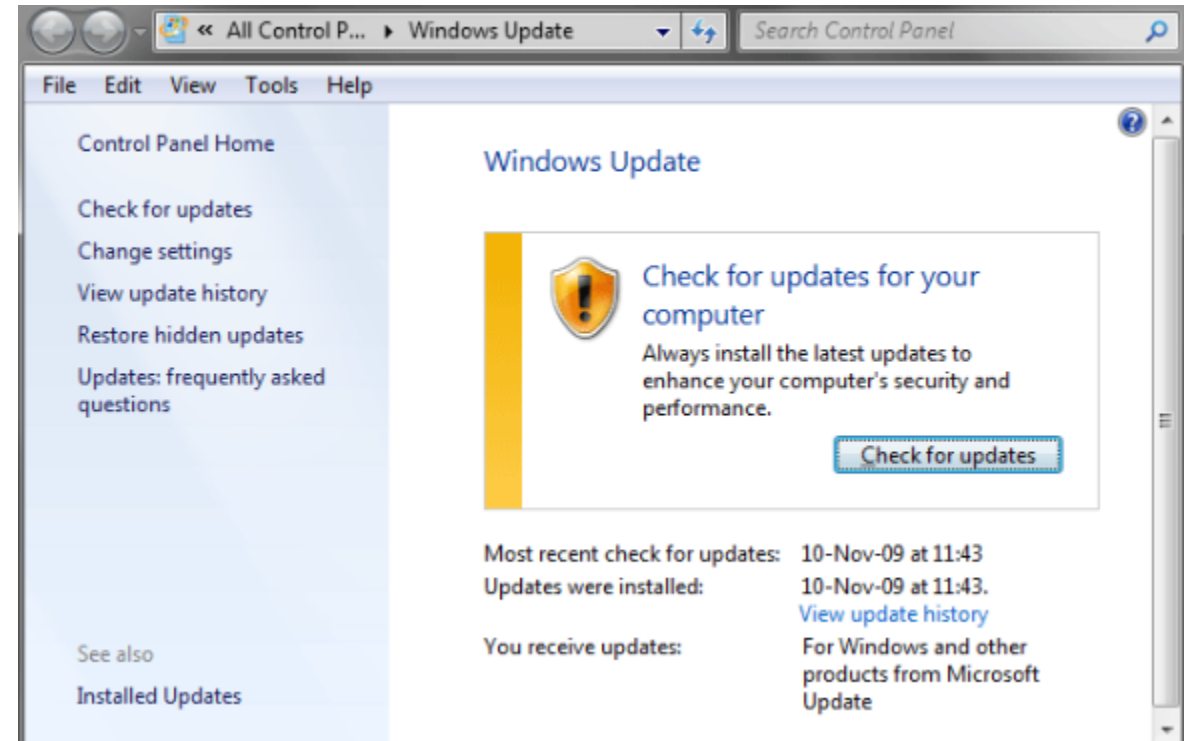 « All Control P... ▸ Windows Update
Search Control Panel
File Edit View Tools Help
Control Panel Home
Check for updates
Change settings
View update history
Restore hidden updates
Updates: frequently asked
questions
See also
Installed Updates
Windows Update
Check for updates for your
computer
Always install the latest updates to
enhance your computer's security and
performance.
Check for updates
Most recent check for updates: 10-Nov-09 at 11:43
Updates were installed: 10-Nov-09 at 11:43.
View update history
You receive updates: For Windows and other
products from Microsoft
Update